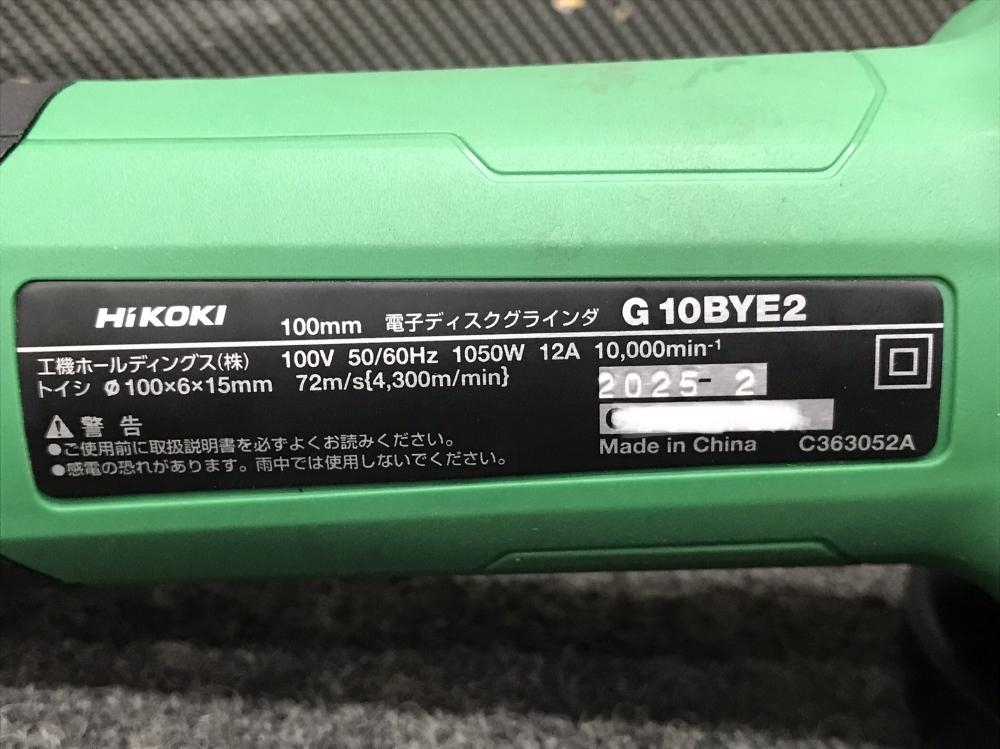 HiKOKI 100mm 電子ディスクグラインダ G 10BYE2
工機ホールディングス(株) 100V 50/60Hz 1050W 12A 10,000min⁻¹
トイシ φ100×6×15mm 72m/s{4,300m/min}
2025- 2
警告
●ご使用前に取扱説明書を必ずよくお読みください。
●感電の恐れがあります。雨中では使用しないでください。
Made in China C363052A